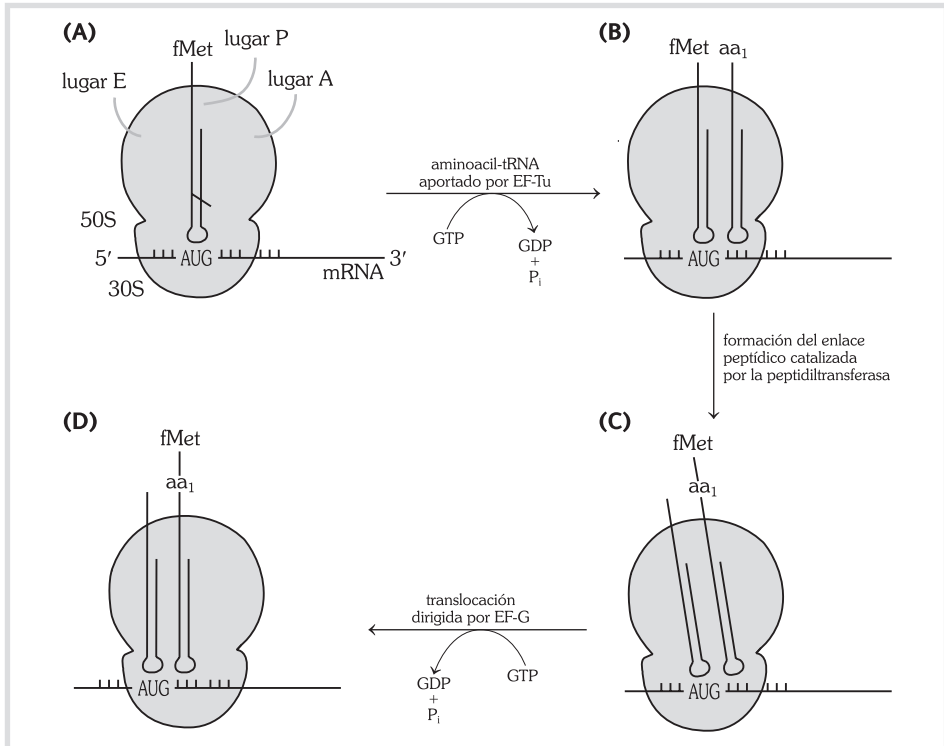 (A)
fMet
lugar P
lugar E
lugar A
50S
5′
AUG
mRNA
3′
30S
aminoacil-tRNA
aportado por EF-Tu
GTP
GDP
+
Pi
(B)
fMet aa1
AUG
formación del enlace
peptídico catalizada
por la peptidiltransferasa
(C)
fMet
aa1
AUG
translocación
dirigida por EF-G
GTP
GDP
+
Pi
(D)
fMet
aa1
AUG